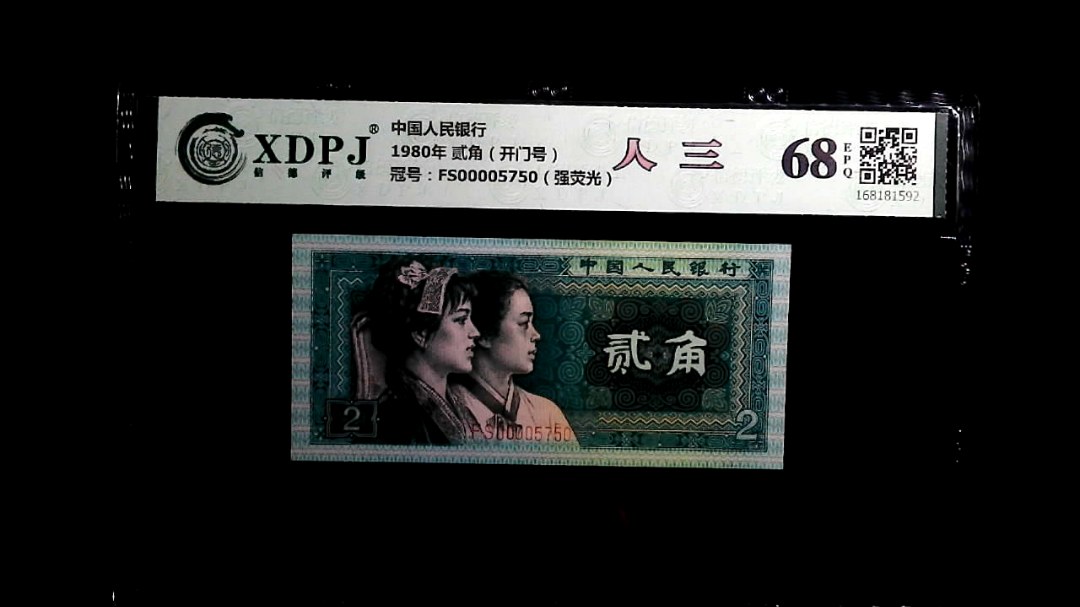 XDPJ®
信德评级
中国人民银行
1980年 贰角（开门号）
冠号：FS00005750（强荧光）
人 三
68
EPQ
168181592
中国人民银行
贰角
2
FS00005750
2